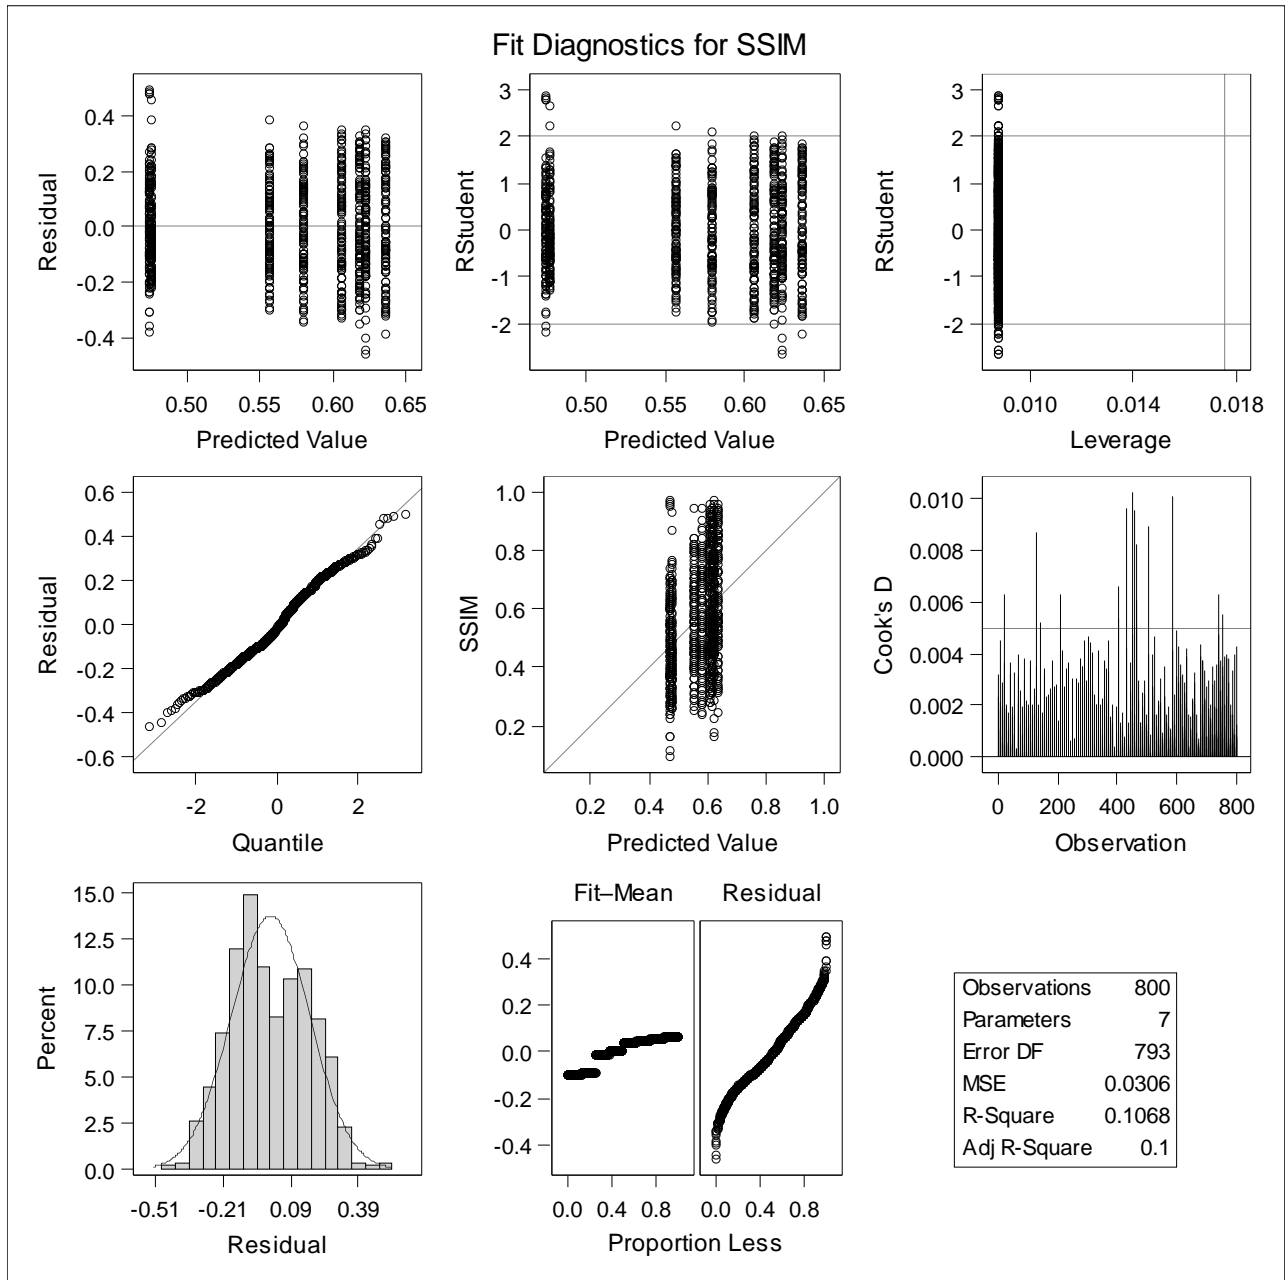 Fit Diagnostics for SSIM
0.4
0.2
0.0
-0.2
-0.4
Residual
0.50 0.55 0.60 0.65
Predicted Value
3
2
1
0
-1
-2
RStudent
0.50 0.55 0.60 0.65
Predicted Value
3
2
1
0
-1
-2
RStudent
0.010 0.014 0.018
Leverage
0.6
0.4
0.2
0.0
-0.2
-0.4
-0.6
Residual
-2 0 2
Quantile
1.0
0.8
0.6
0.4
0.2
SSIM
0.2 0.4 0.6 0.8 1.0
Predicted Value
0.010
0.008
0.006
0.004
0.002
0.000
Cook's D
0 200 400 600 800
Observation
15.0
12.5
10.0
7.5
5.0
2.5
0.0
Percent
-0.51 -0.21 0.09 0.39
Residual
Fit–Mean Residual
0.4
0.2
0.0
-0.2
-0.4
0.0 0.4 0.8 0.0 0.4 0.8
Proportion Less
Observations 800
Parameters 7
Error DF 793
MSE 0.0306
R-Square 0.1068
Adj R-Square 0.1